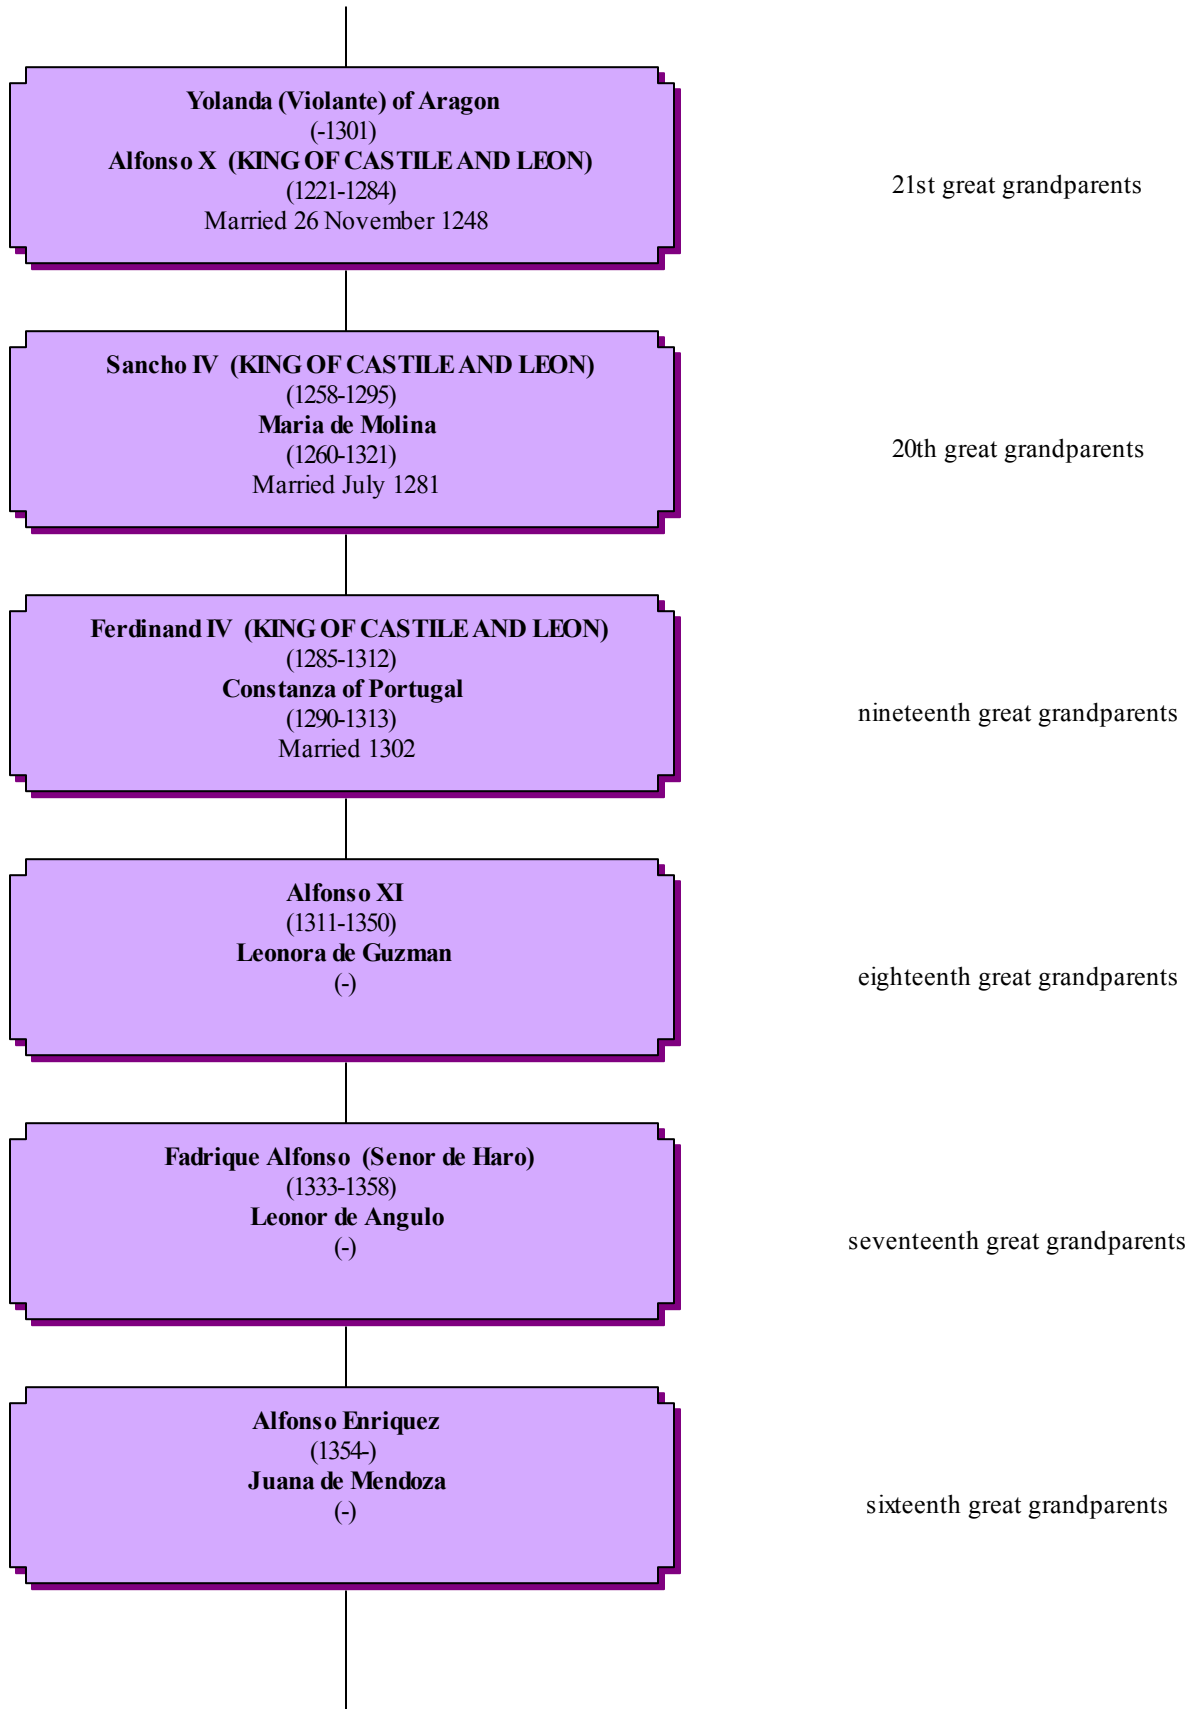 Yolanda (Violante) of Aragon
(-1301)
Alfonso X (KING OF CASTILE AND LEON)
(1221-1284)
Married 26 November 1248
21st great grandparents
Sancho IV (KING OF CASTILE AND LEON)
(1258-1295)
Maria de Molina
(1260-1321)
Married July 1281
20th great grandparents
Ferdinand IV (KING OF CASTILE AND LEON)
(1285-1312)
Constanza of Portugal
(1290-1313)
Married 1302
nineteenth great grandparents
Alfonso XI
(1311-1350)
Leonora de Guzman
(-)
eighteenth great grandparents
Fadrique Alfonso (Senor de Haro)
(1333-1358)
Leonor de Angulo
(-)
seventeenth great grandparents
Alfonso Enriquez
(1354-)
Juana de Mendoza
(-)
sixteenth great grandparents